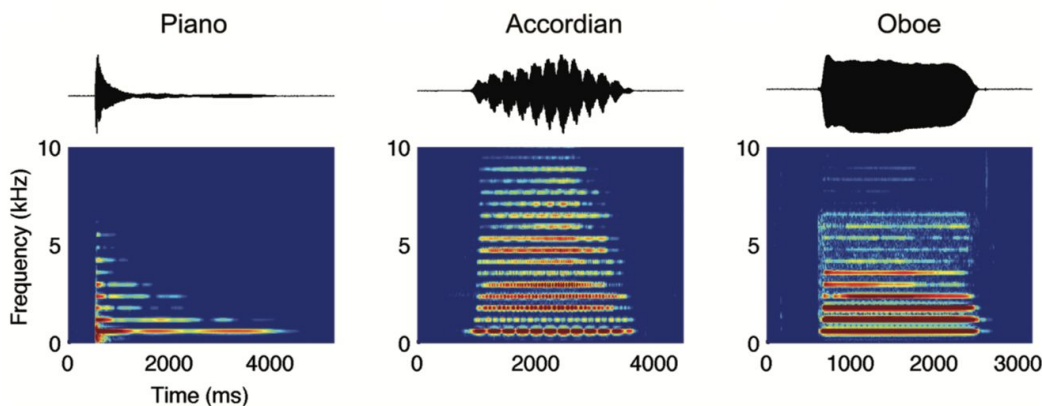 Piano Accordian Oboe
10 10 10
Frequency (kHz)
5 5 5
0 0 0
0 2000 4000 0 2000 4000 0 1000 2000 3000
Time (ms)